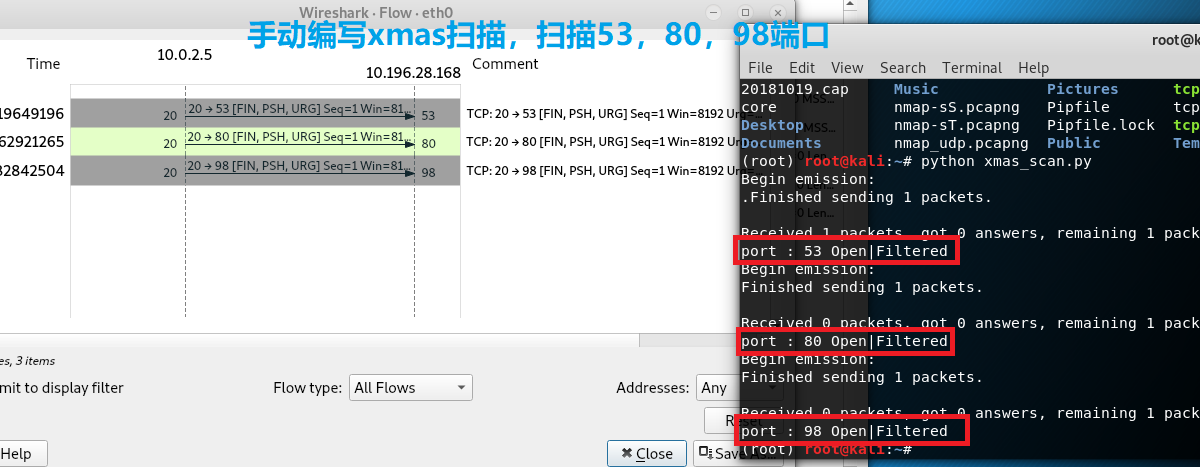 Wireshark · Flow · eth0
手动编写xmas扫描，扫描53，80，98端口
Time
10.0.2.5
10.196.28.168
Comment
19649196
20
20 → 53 [FIN, PSH, URG] Seq=1 Win=81...
53
TCP: 20 → 53 [FIN, PSH, URG] Seq=1 Win=8192 Urg=...
62921265
20
20 → 80 [FIN, PSH, URG] Seq=1 Win=81...
80
TCP: 20 → 80 [FIN, PSH, URG] Seq=1 Win=8192 Urg=...
32842504
20
20 → 98 [FIN, PSH, URG] Seq=1 Win=81...
98
TCP: 20 → 98 [FIN, PSH, URG] Seq=1 Win=8192 Urg=...
es, 3 items
mit to display filter
Flow type:
All Flows
Addresses:
Any
Help
Close
root@k
File Edit View Search Terminal Help
20181019.cap Music Pictures tcp
core nmap-sS.pcapng Pipfile tc
Desktop nmap-sT.pcapng Pipfile.lock tcp
Documents nmap_udp.pcapng Public Tem
(root) root@kali:~# python xmas_scan.py
Begin emission:
.Finished sending 1 packets.
Received 1 packets, got 0 answers, remaining 1 pack
port : 53 Open|Filtered
Begin emission:
Finished sending 1 packets.
Received 0 packets, got 0 answers, remaining 1 pack
port : 80 Open|Filtered
Begin emission:
Finished sending 1 packets.
Received 0 packets, got 0 answers, remaining 1 pack
port : 98 Open|Filtered
(root) root@kali:~#